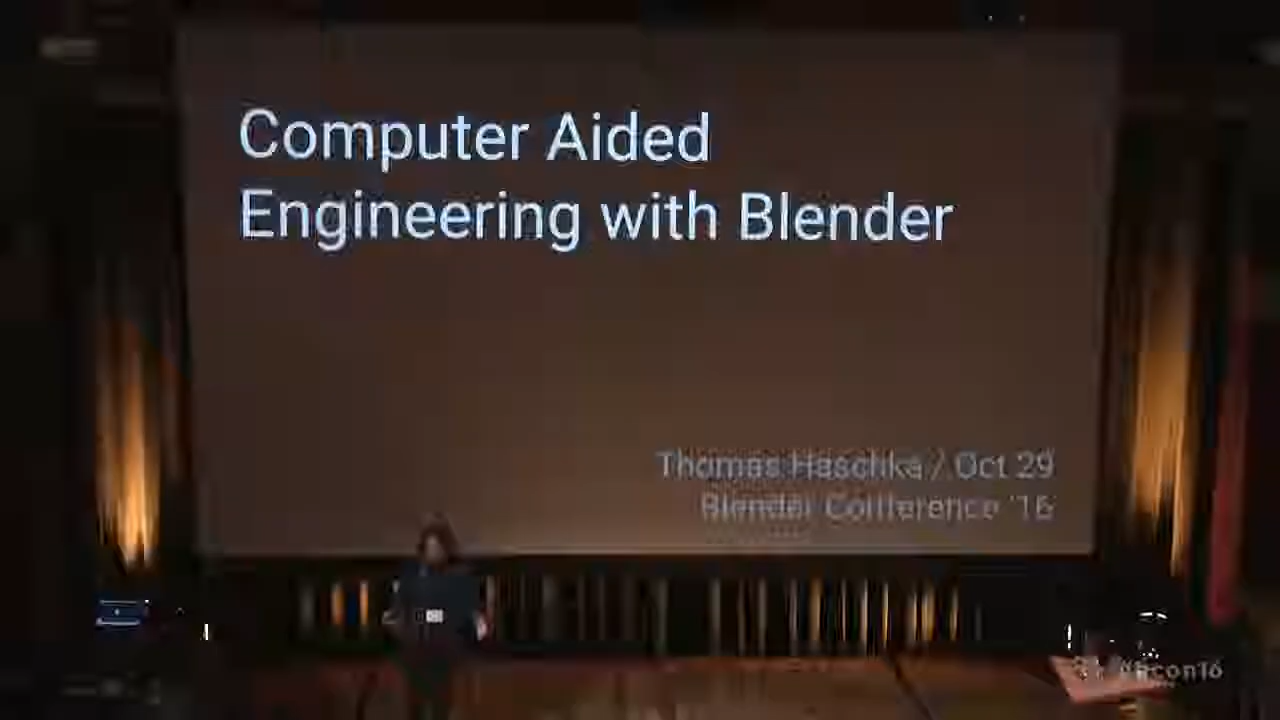 Computer Aided
Engineering with Blender
Thomas Haschka / Oct 29
Blender Conference '16
#bcon16